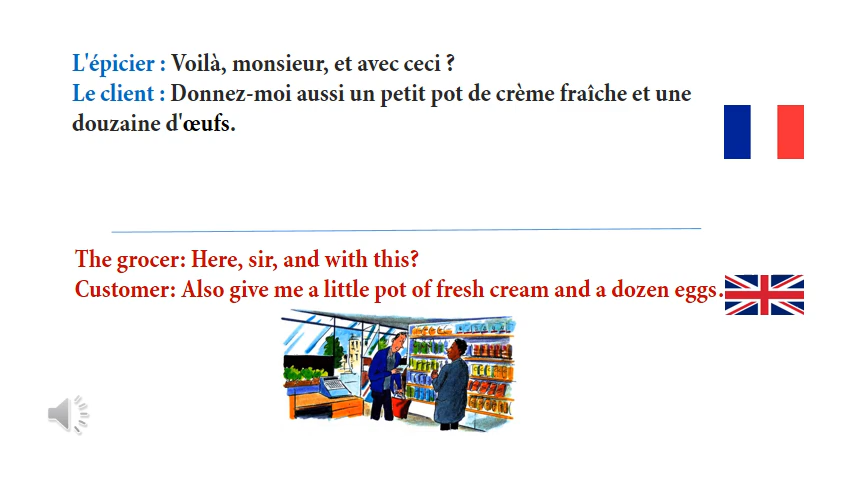 L'épicier : Voilà, monsieur, et avec ceci ?
Le client : Donnez-moi aussi un petit pot de crème fraîche et une
douzaine d'œufs.
The grocer: Here, sir, and with this?
Customer: Also give me a little pot of fresh cream and a dozen eggs.